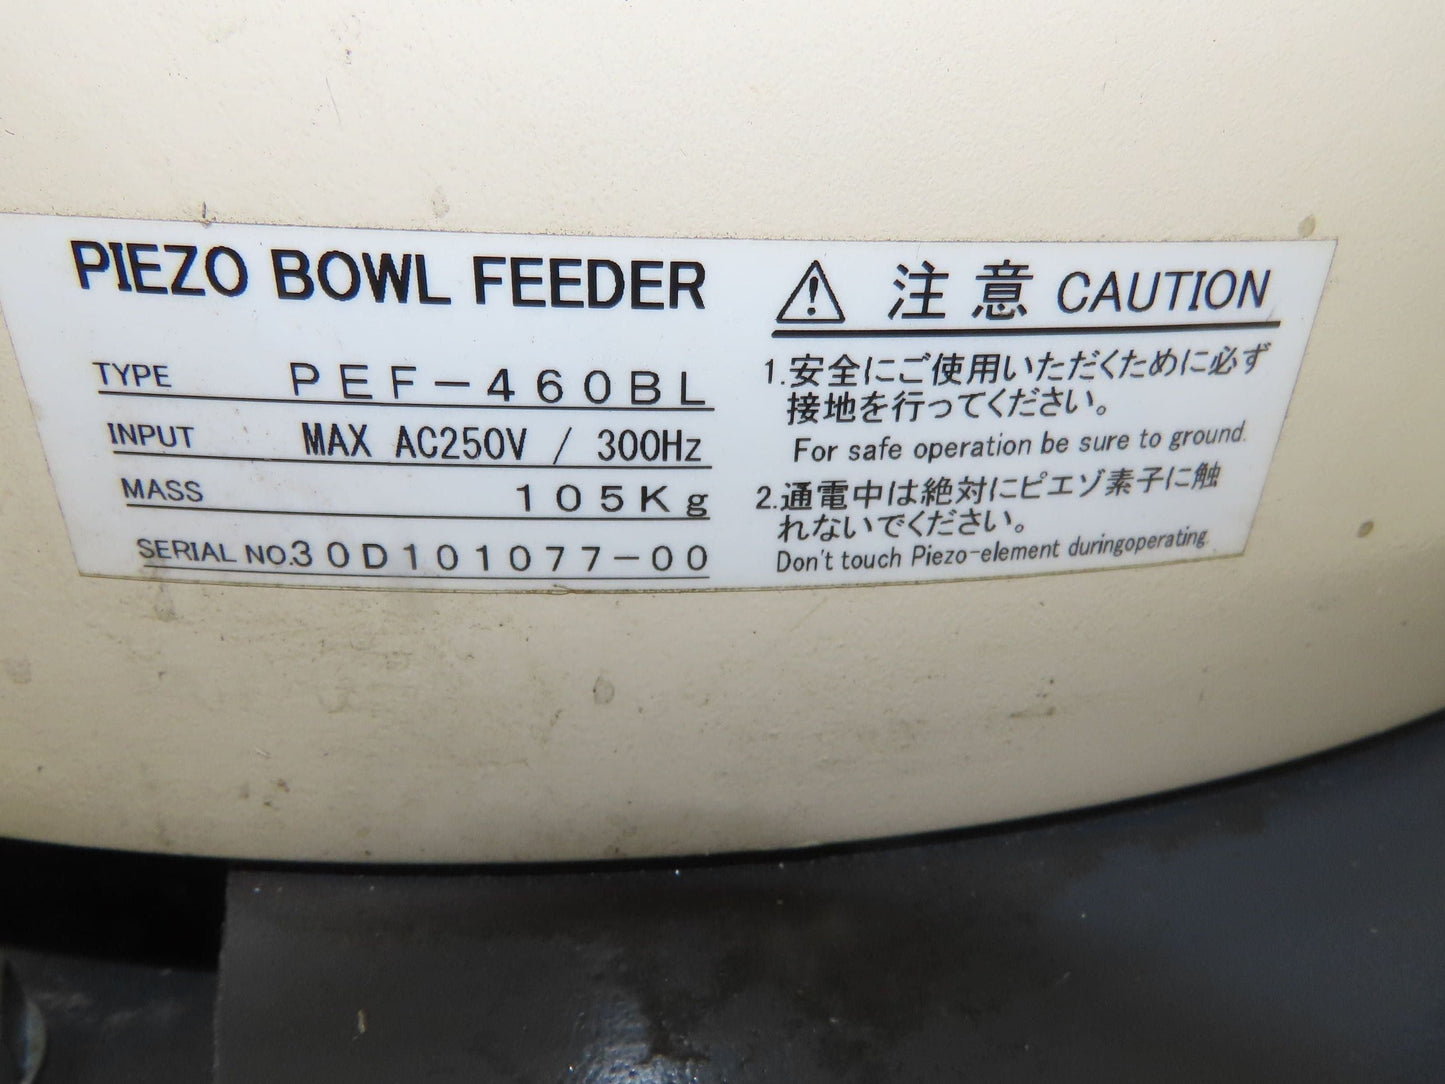 PIEZO BOWL FEEDER
TYPE PEF-460BL
INPUT MAX AC250V / 300Hz
MASS 105Kg
SERIAL NO.30D101077-00
注意 CAUTION
1.安全にご使用いただくために必ず
接地を行ってください。
For safe operation be sure to ground.
2.通電中は絶対にピエゾ素子に触
れないでください。
Don't touch Piezo-element duringoperating.